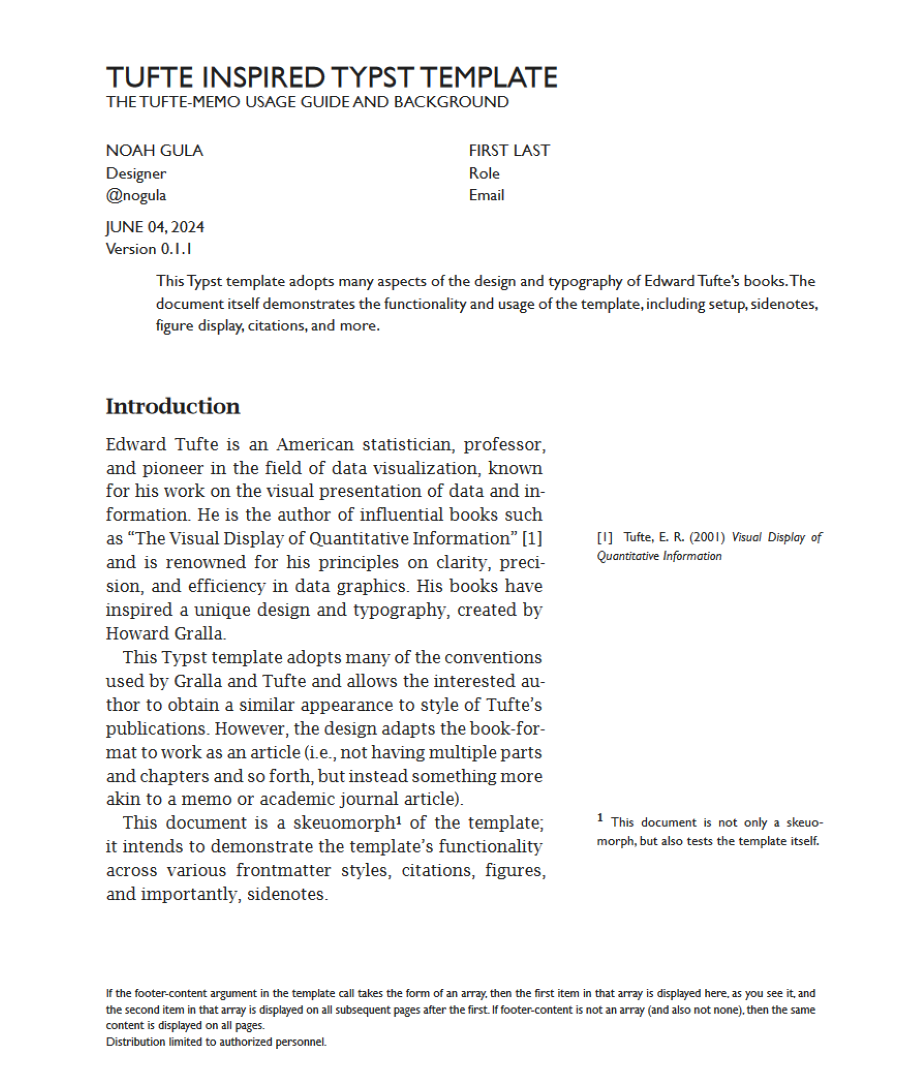 TUFTE INSPIRED TYPST TEMPLATE
THE TUFTE-MEMO USAGE GUIDE AND BACKGROUND
NOAH GULA
Designer
@nogula
FIRST LAST
Role
Email
JUNE 04, 2024
Version 0.1.1
This Typst template adopts many aspects of the design and typography of Edward Tufte's books. The
document itself demonstrates the functionality and usage of the template, including setup, sidenotes,
figure display, citations, and more.
Introduction
Edward Tufte is an American statistician, professor,
and pioneer in the field of data visualization, known
for his work on the visual presentation of data and in-
formation. He is the author of influential books such
as “The Visual Display of Quantitative Information” [1]
and is renowned for his principles on clarity, preci-
sion, and efficiency in data graphics. His books have
inspired a unique design and typography, created by
Howard Gralla.
[1] Tufte, E. R. (2001) Visual Display of
Quantitative Information
This Typst template adopts many of the conventions
used by Gralla and Tufte and allows the interested au-
thor to obtain a similar appearance to style of Tufte's
publications. However, the design adapts the book-for-
mat to work as an article (i.e., not having multiple parts
and chapters and so forth, but instead something more
akin to a memo or academic journal article).
This document is a skeuomorph¹ of the template;
it intends to demonstrate the template's functionality
across various frontmatter styles, citations, figures,
and importantly, sidenotes.
¹ This document is not only a skeuo-
morph, but also tests the template itself.
If the footer-content argument in the template call takes the form of an array, then the first item in that array is displayed here, as you see it, and
the second item in that array is displayed on all subsequent pages after the first. If footer-content is not an array (and also not none), then the same
content is displayed on all pages.
Distribution limited to authorized personnel.